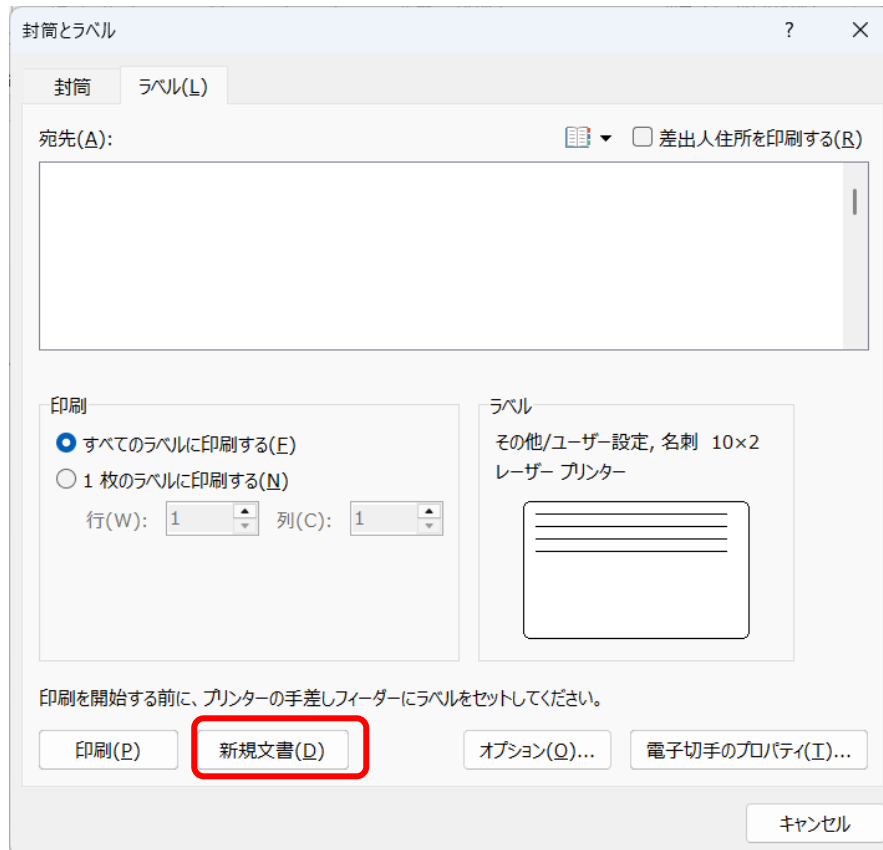 封筒とラベル ?
封筒 ラベル(L)
宛先(A): 差出人住所を印刷する(R)
印刷
すべてのラベルに印刷する(F)
1 枚のラベルに印刷する(N)
行(W): 1 列(C): 1
ラベル
その他/ユーザー設定, 名刺 10×2
レーザー プリンター
印刷を開始する前に、プリンターの手差しフィーダーにラベルをセットしてください。
印刷(P) 新規文書(D) オプション(O)... 電子切手のプロパティ(T)...
キャンセル